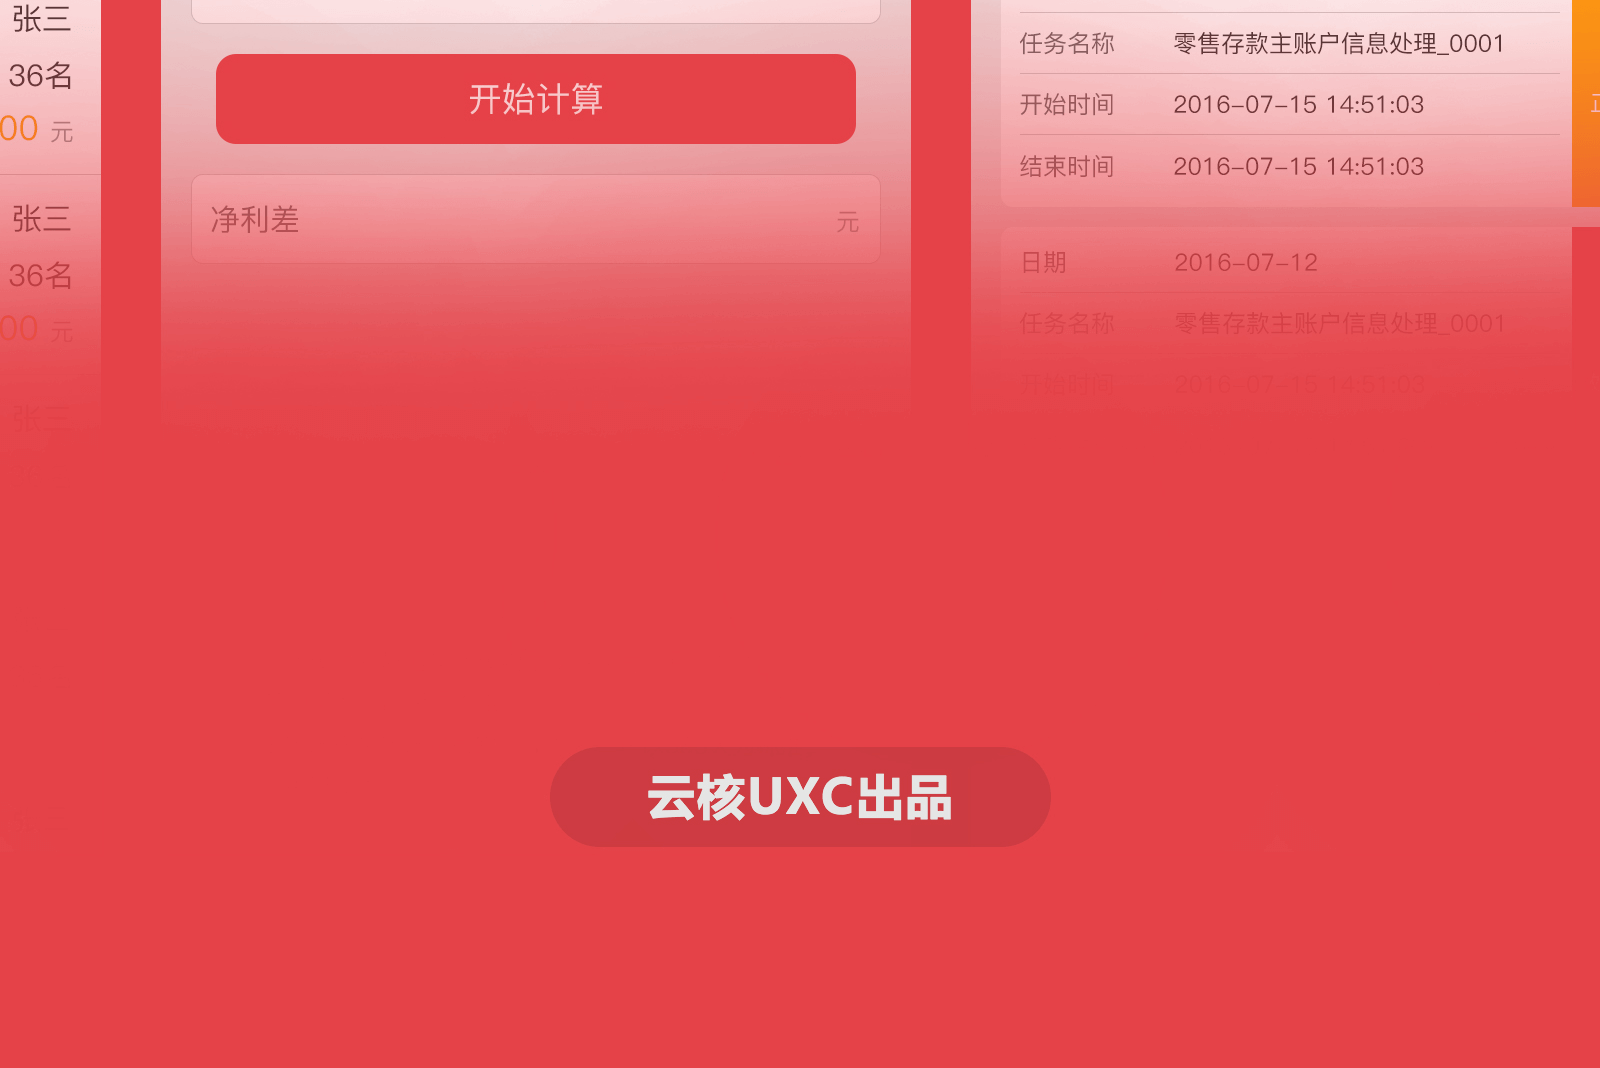 张三
36名
00 元
张三
36名
00 元
张三
开始计算
净利差
元
任务名称 零售存款主账户信息处理_0001
开始时间 2016-07-15 14:51:03
结束时间 2016-07-15 14:51:03
日期 2016-07-12
任务名称 零售存款主账户信息处理_0001
开始时间 2016-07-15 14:51:03
云核UXC出品